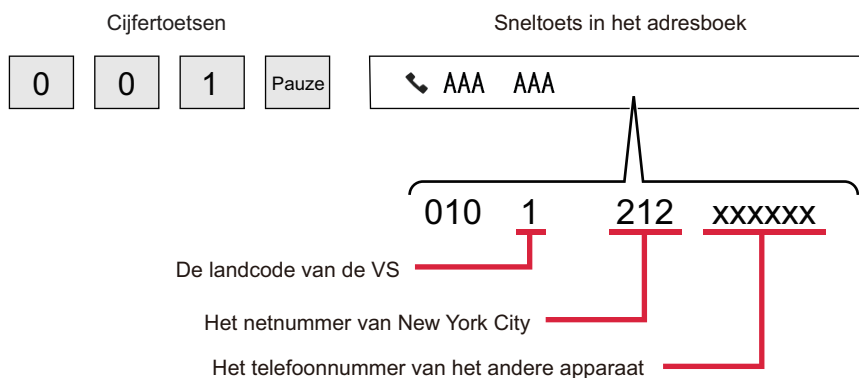 Cijfertoetsen Sneltoets in het adresboek
0 0 1 Pauze AAA AAA
010 1 212 xxxxxx
De landcode van de VS
Het netnummer van New York City
Het telefoonnummer van het andere apparaat